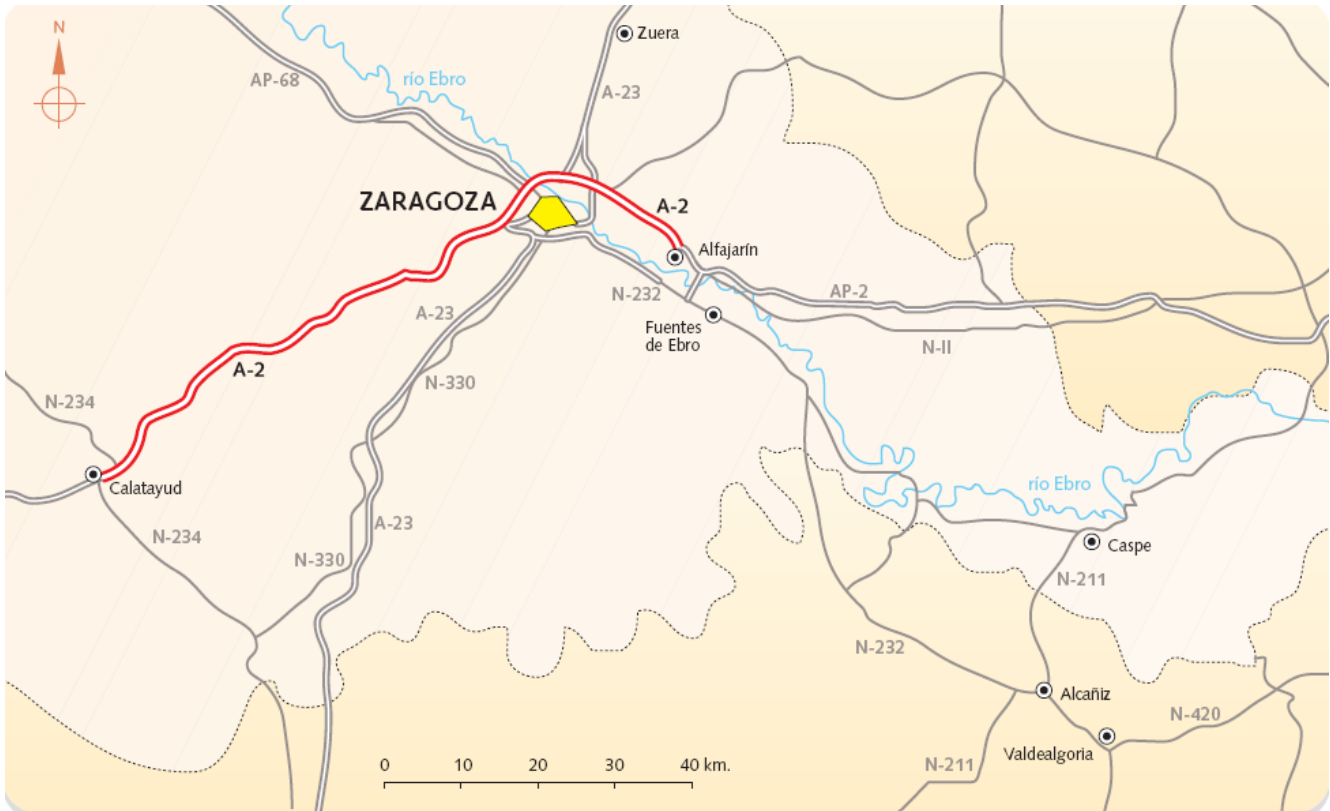 N
Zuera
río Ebro
AP-68
A-23
ZARAGOZA
A-2
Alfajarín
N-232
AP-2
A-23
Fuentes
de Ebro
N-II
A-2
N-330
N-234
Calatayud
río Ebro
A-23
N-234
Caspe
N-330
N-211
N-232
Alcañiz
N-420
Valdealgoria
N-211
0 10 20 30 40 km.